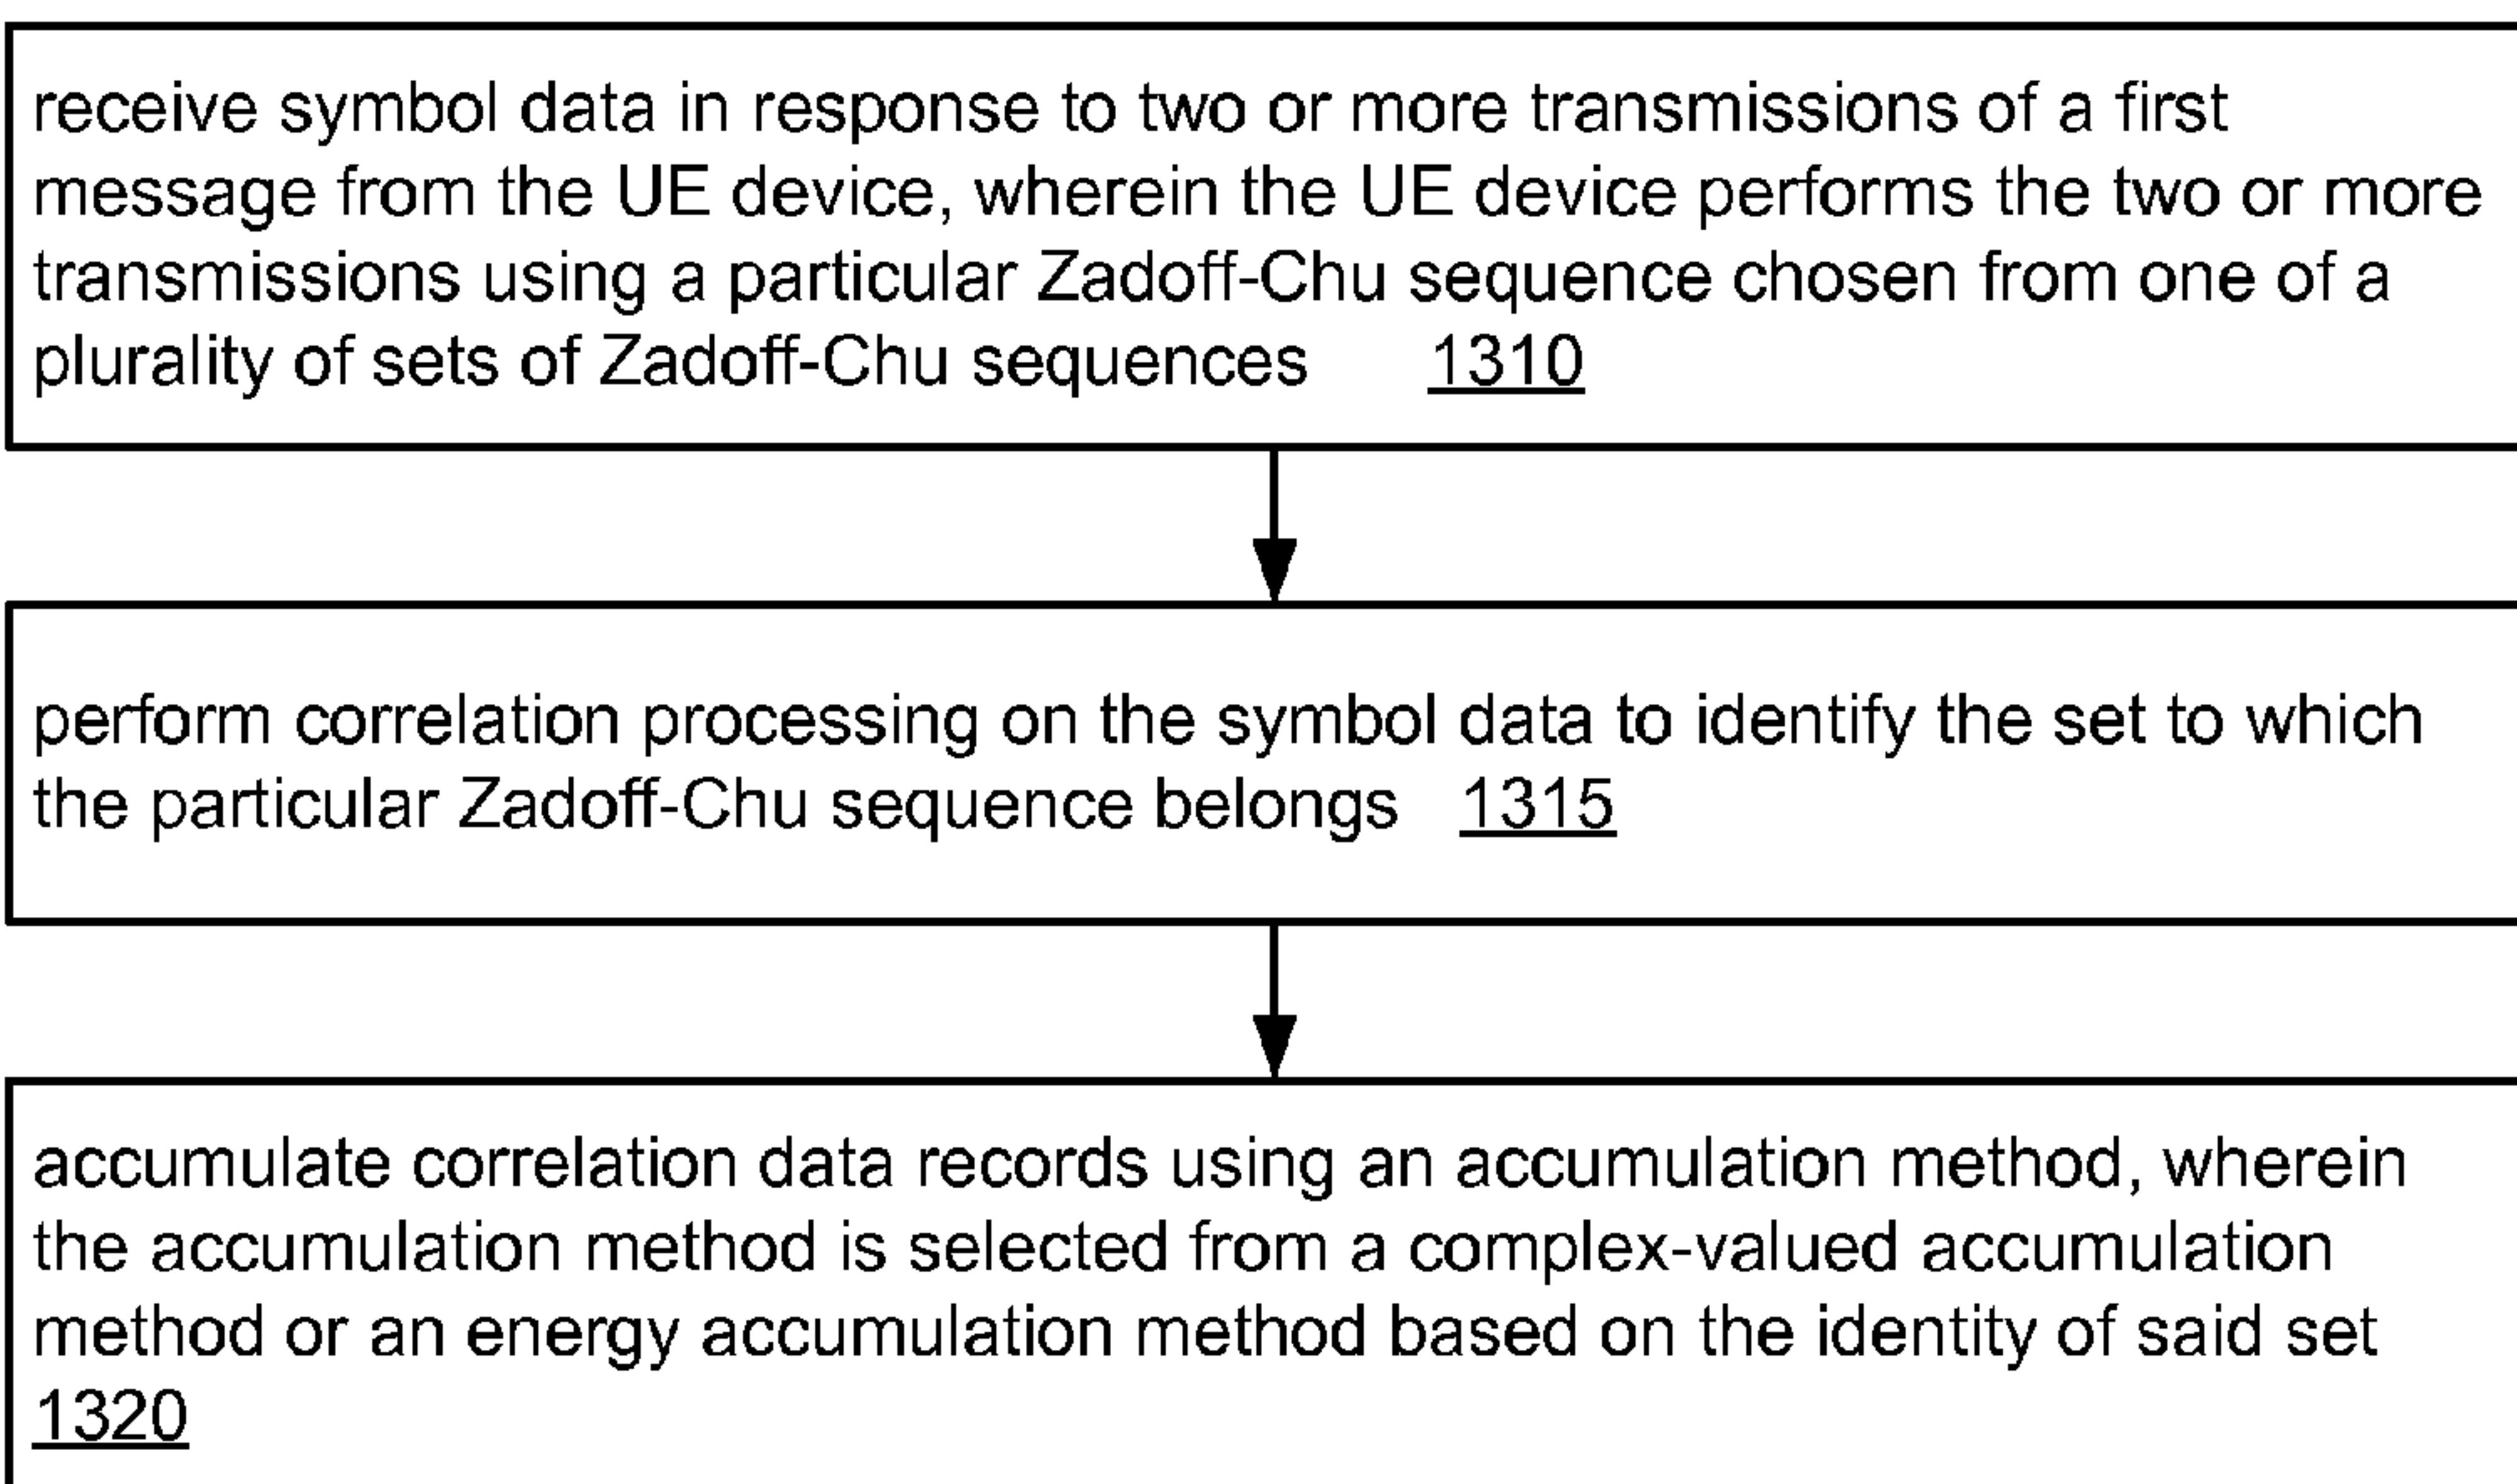 receive symbol data in response to two or more transmissions of a first
message from the UE device, wherein the UE device performs the two or more
transmissions using a particular Zadoff-Chu sequence chosen from one of a
plurality of sets of Zadoff-Chu sequences 1310
perform correlation processing on the symbol data to identify the set to which
the particular Zadoff-Chu sequence belongs 1315
accumulate correlation data records using an accumulation method, wherein
the accumulation method is selected from a complex-valued accumulation
method or an energy accumulation method based on the identity of said set
1320